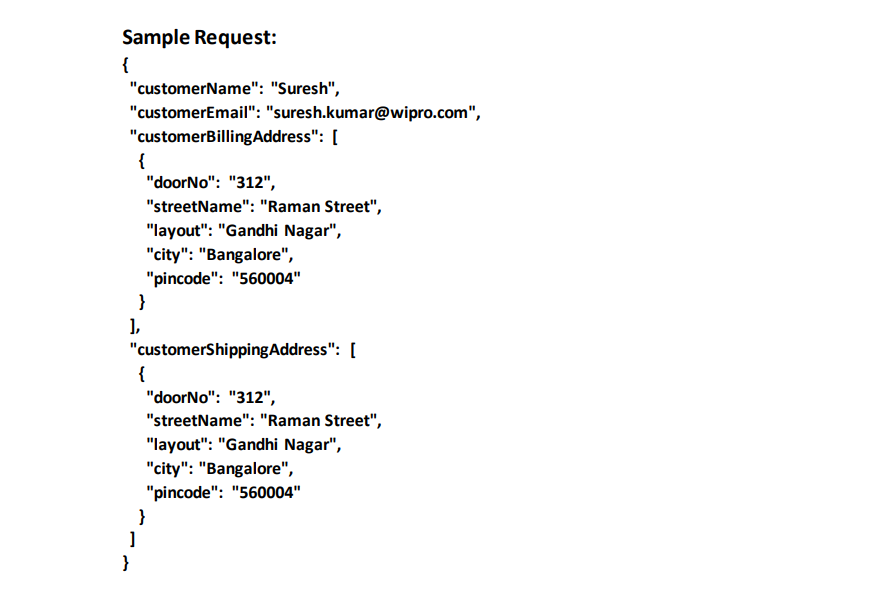 Sample Request:
{
"customerName": "Suresh",
"customerEmail": "suresh.kumar@wipro.com",
"customerBillingAddress": [
{
"doorNo": "312",
"streetName": "Raman Street",
"layout": "Gandhi Nagar",
"city": "Bangalore",
"pincode": "560004"
}
],
"customerShippingAddress": [
{
"doorNo": "312",
"streetName": "Raman Street",
"layout": "Gandhi Nagar",
"city": "Bangalore",
"pincode": "560004"
}
]
}